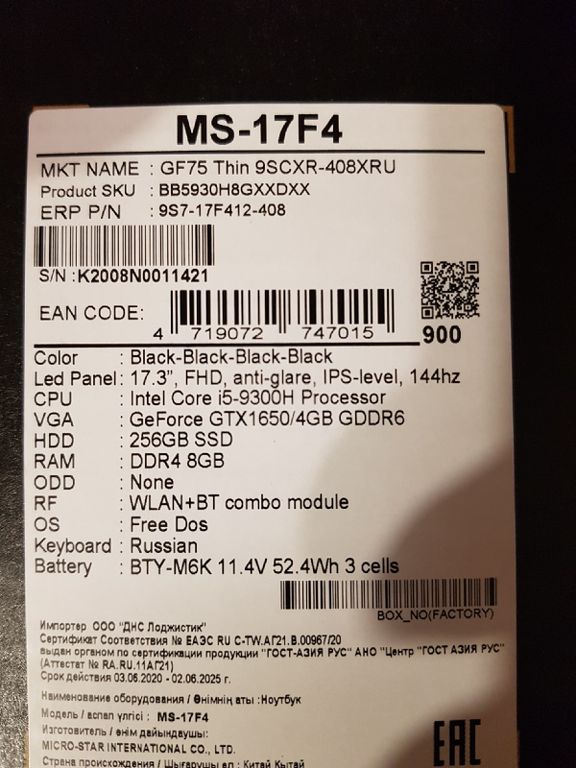 MS-17F4
MKT NAME : GF75 Thin 9SCXR-408XRU
Product SKU : BB5930H8GXXDXX
ERP P/N : 9S7-17F412-408
S/N :K2008N0011421
EAN CODE: 4 719072 747015
900
Color : Black-Black-Black-Black
Led Panel: 17.3", FHD, anti-glare, IPS-level, 144hz
CPU : Intel Core i5-9300H Processor
VGA : GeForce GTX1650/4GB GDDR6
HDD : 256GB SSD
RAM : DDR4 8GB
ODD : None
RF : WLAN+BT combo module
OS : Free Dos
Keyboard : Russian
Battery : BTY-M6K 11.4V 52.4Wh 3 cells
BOX_NO(FACTORY)
Импортер ООО "ДНС Лоджистик"
Сертификат Соответствия № ЕАЭС RU C-TW.АГ21.В.00967/20
выдан органом по сертификации продукции "ГОСТ-АЗИЯ РУС" АНО "Центр "ГОСТ АЗИЯ РУС"
(Аттестат № RA.RU.11АГ21)
Срок действия 03.06.2020 - 02.06.2025 г.
Наименование оборудования / Өнімнің аты :Ноутбук
Модель / аспап үлгісі : MS-17F4
Изготовитель / өнім дайындаушы:
MICRO-STAR INTERNATIONAL CO., LTD.
Страна происхождения / Шығарушы ел : Китай Қытай
EAC